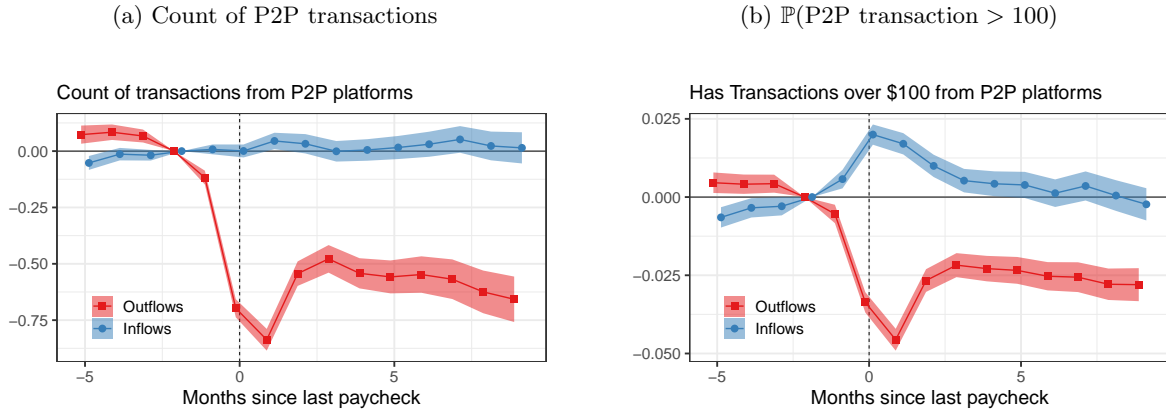 (a) Count of P2P transactions
Count of transactions from P2P platforms
0.00
−0.25
−0.50
−0.75
Outflows
Inflows
−5
0
5
Months since last paycheck
(b) ℙ(P2P transaction > 100)
Has Transactions over $100 from P2P platforms
0.025
0.000
−0.025
−0.050
Outflows
Inflows
−5
0
5
Months since last paycheck